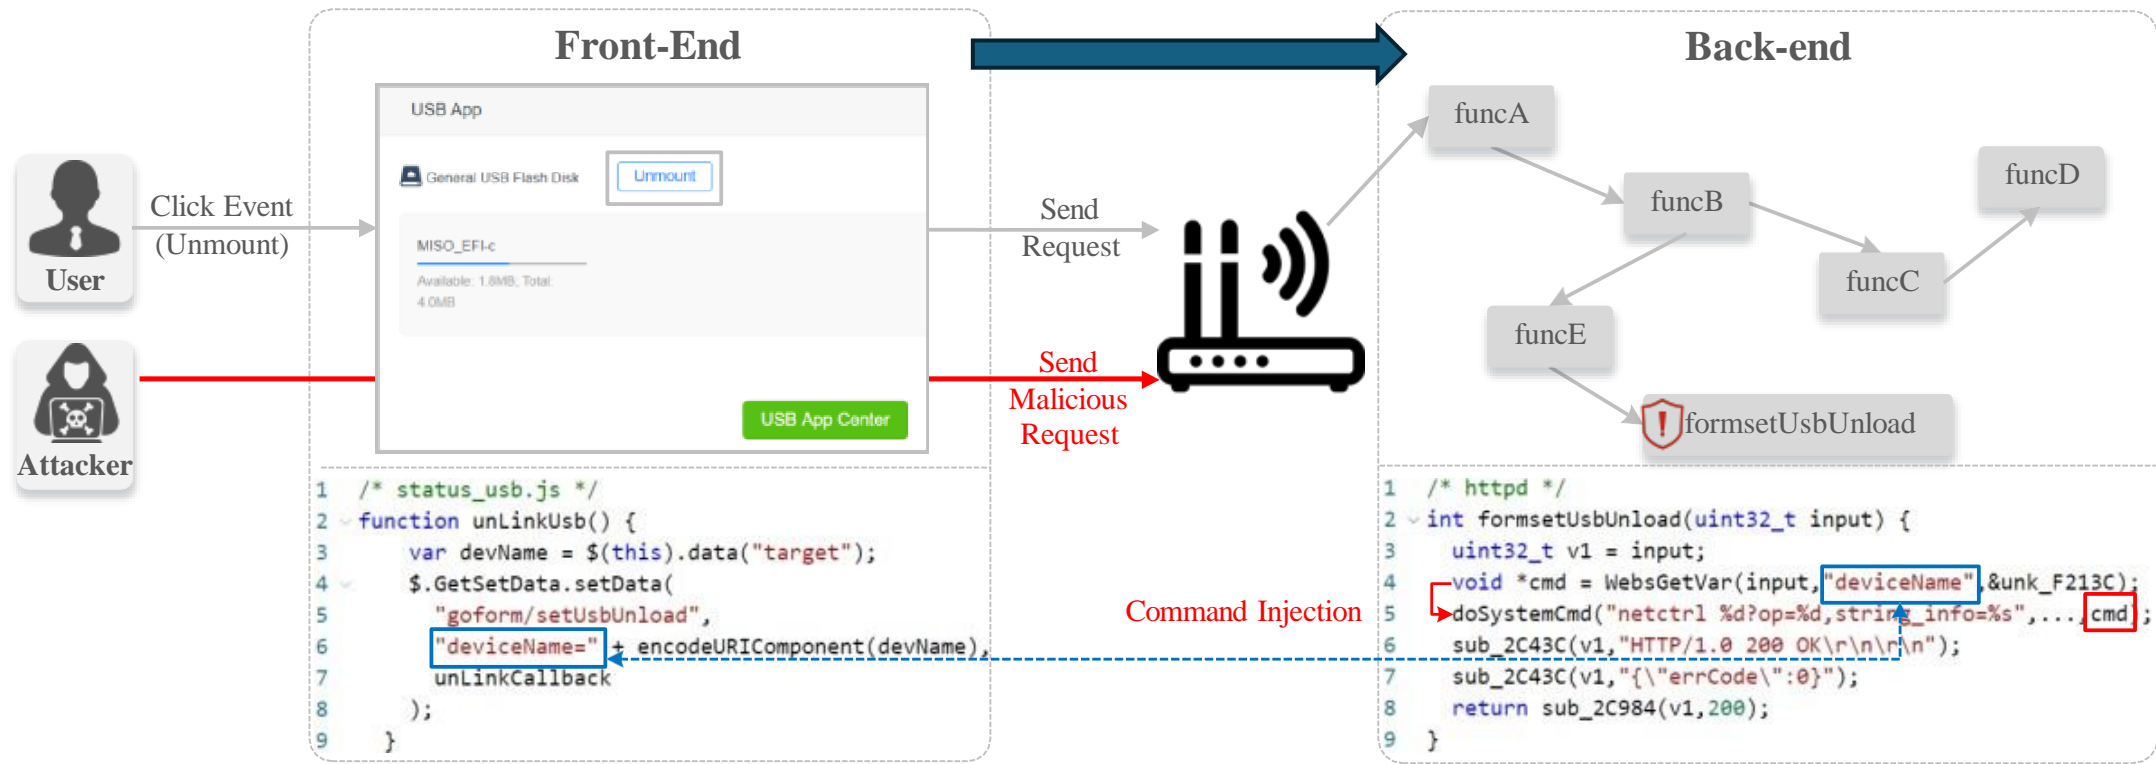 Front-End
Back-end
User
Click Event
(Unmount)
Attacker
USB App
General USB Flash Disk
Unmount
MISO_EFI-c
Available: 1.8MB, Total:
4.0MB
USB App Center
Send
Request
Send
Malicious
Request
funcA
funcB
funcC
funcD
funcE
formsetUsbUnload
1 /* status_usb.js */
2 function unLinkUsb() {
3 var devName = $(this).data("target");
4 $.GetSetData.setData(
5 "goform/setUsbUnload",
6 "deviceName=" + encodeURIComponent(devName),
7 unLinkCallback
8 );
9 }
Command Injection
1 /* httpd */
2 int formsetUsbUnload(uint32_t input) {
3 uint32_t v1 = input;
4 void *cmd = WebsGetVar(input,"deviceName",&unk_F213C);
5 doSystemCmd("netctrl %d?op=%d,string_info=%s",...,cmd);
6 sub_2C43C(v1,"HTTP/1.0 200 OK\r\n\r\n");
7 sub_2C43C(v1,"{\"errCode\":0}");
8 return sub_2C984(v1,200);
9 }